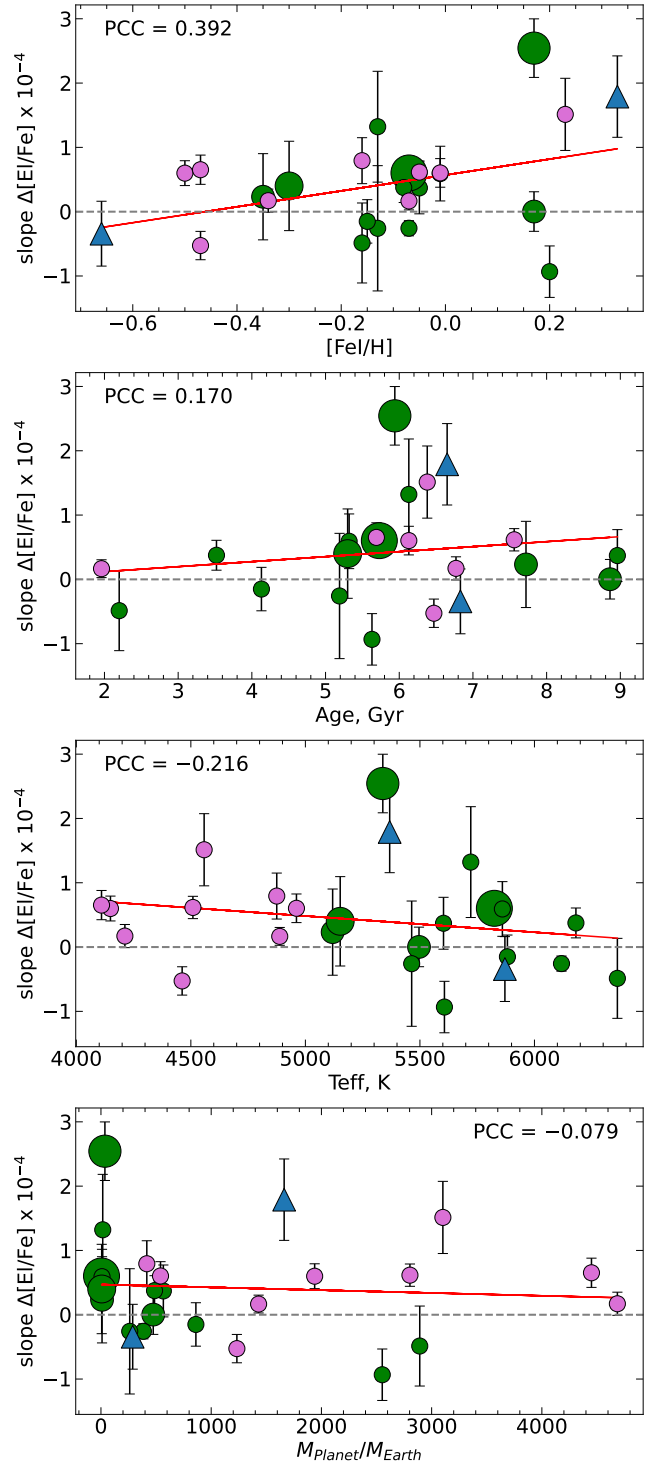 PCC = 0.392
3
2
1
0
−1
slope Δ[El/Fe] x 10⁻⁴
−0.6 −0.4 −0.2 0.0 0.2
[FeI/H]
PCC = 0.170
3
2
1
0
−1
slope Δ[El/Fe] x 10⁻⁴
2 3 4 5 6 7 8 9
Age, Gyr
PCC = −0.216
3
2
1
0
−1
slope Δ[El/Fe] x 10⁻⁴
4000 4500 5000 5500 6000
Teff, K
PCC = −0.079
3
2
1
0
−1
slope Δ[El/Fe] x 10⁻⁴
0 1000 2000 3000 4000
M_Planet/M_Earth